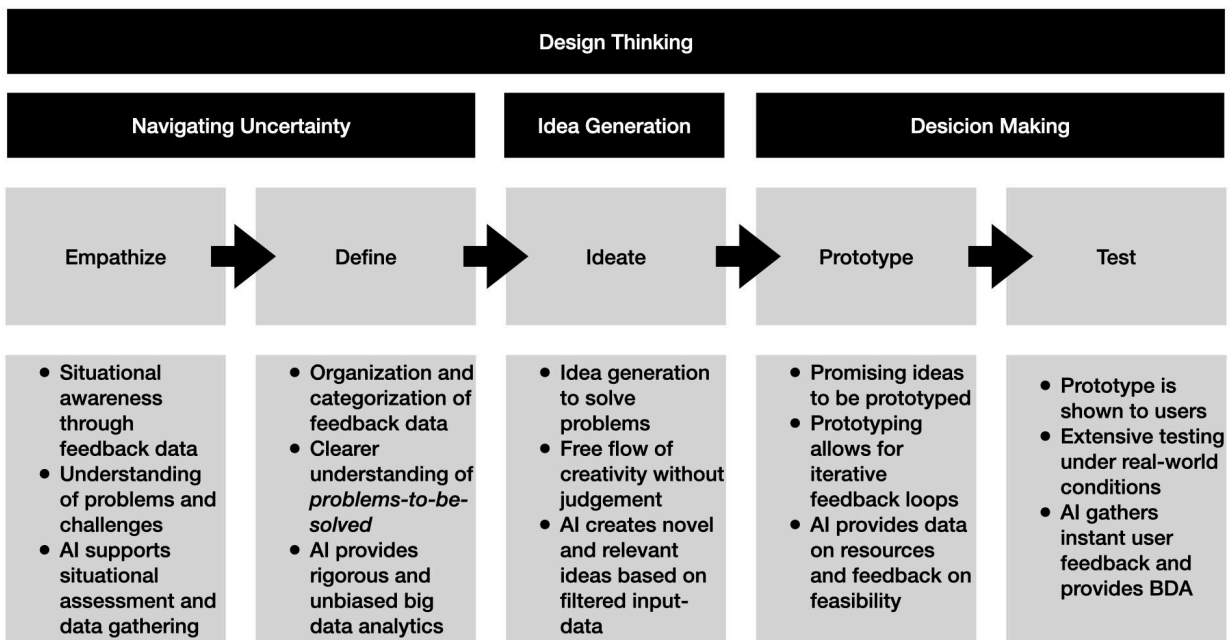 Design Thinking
Navigating Uncertainty
Idea Generation
Desicion Making
Empathize
Define
Ideate
Prototype
Test
● Situational
awareness
through
feedback data
● Understanding
of problems and
challenges
● AI supports
situational
assessment and
data gathering
● Organization and
categorization of
feedback data
● Clearer
understanding of
problems-to-be-
solved
● AI provides
rigorous and
unbiased big
data analytics
● Idea generation
to solve
problems
● Free flow of
creativity without
judgement
● AI creates novel
and relevant
ideas based on
filtered input-
data
● Promising ideas
to be prototyped
● Prototyping
allows for
iterative
feedback loops
● AI provides data
on resources
and feedback on
feasibility
● Prototype is
shown to users
● Extensive testing
under real-world
conditions
● AI gathers
instant user
feedback and
provides BDA